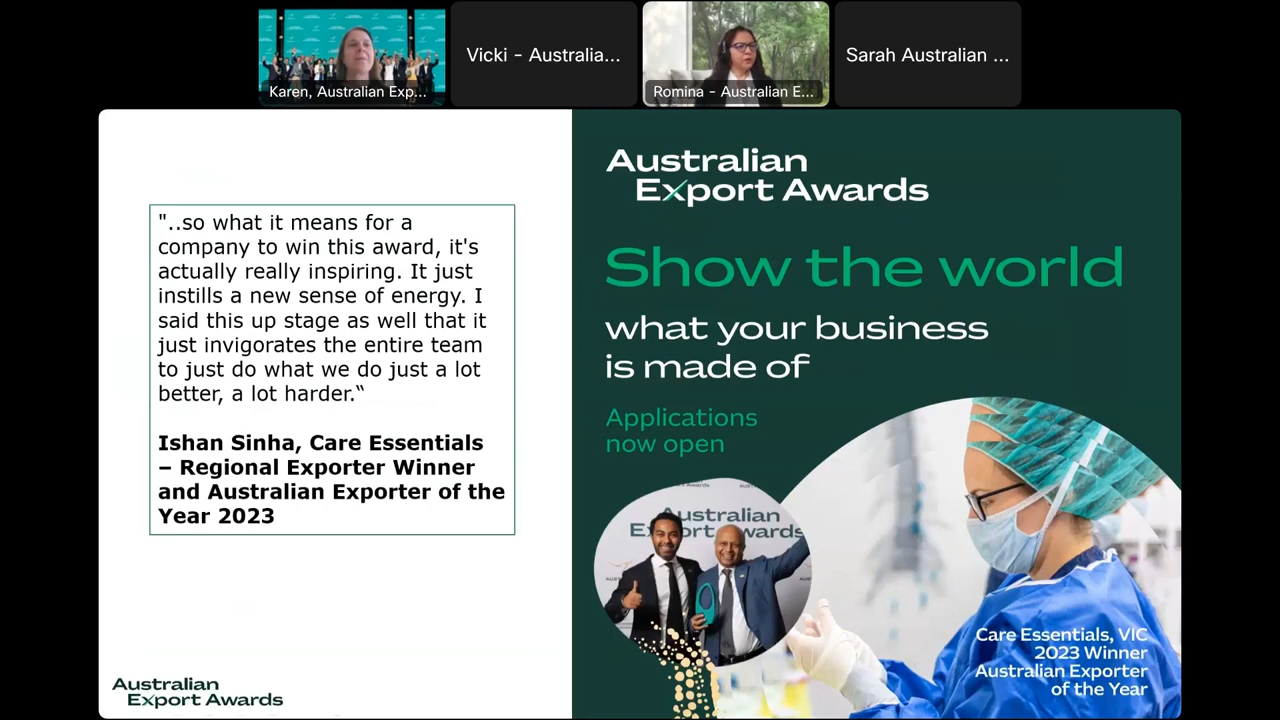 Karen, Australian Exp...
Vicki - Australia...
Romina - Australian E...
Sarah Australian ...
"..so what it means for a
company to win this award, it's
actually really inspiring. It just
instills a new sense of energy. I
said this up stage as well that it
just invigorates the entire team
to just do what we do just a lot
better, a lot harder.“
Ishan Sinha, Care Essentials
– Regional Exporter Winner
and Australian Exporter of the
Year 2023
Australian
Export Awards
Australian
Export Awards
Show the world
what your business
is made of
Applications
now open
Australian
Export Awards
Care Essentials, VIC
2023 Winner
Australian Exporter
of the Year